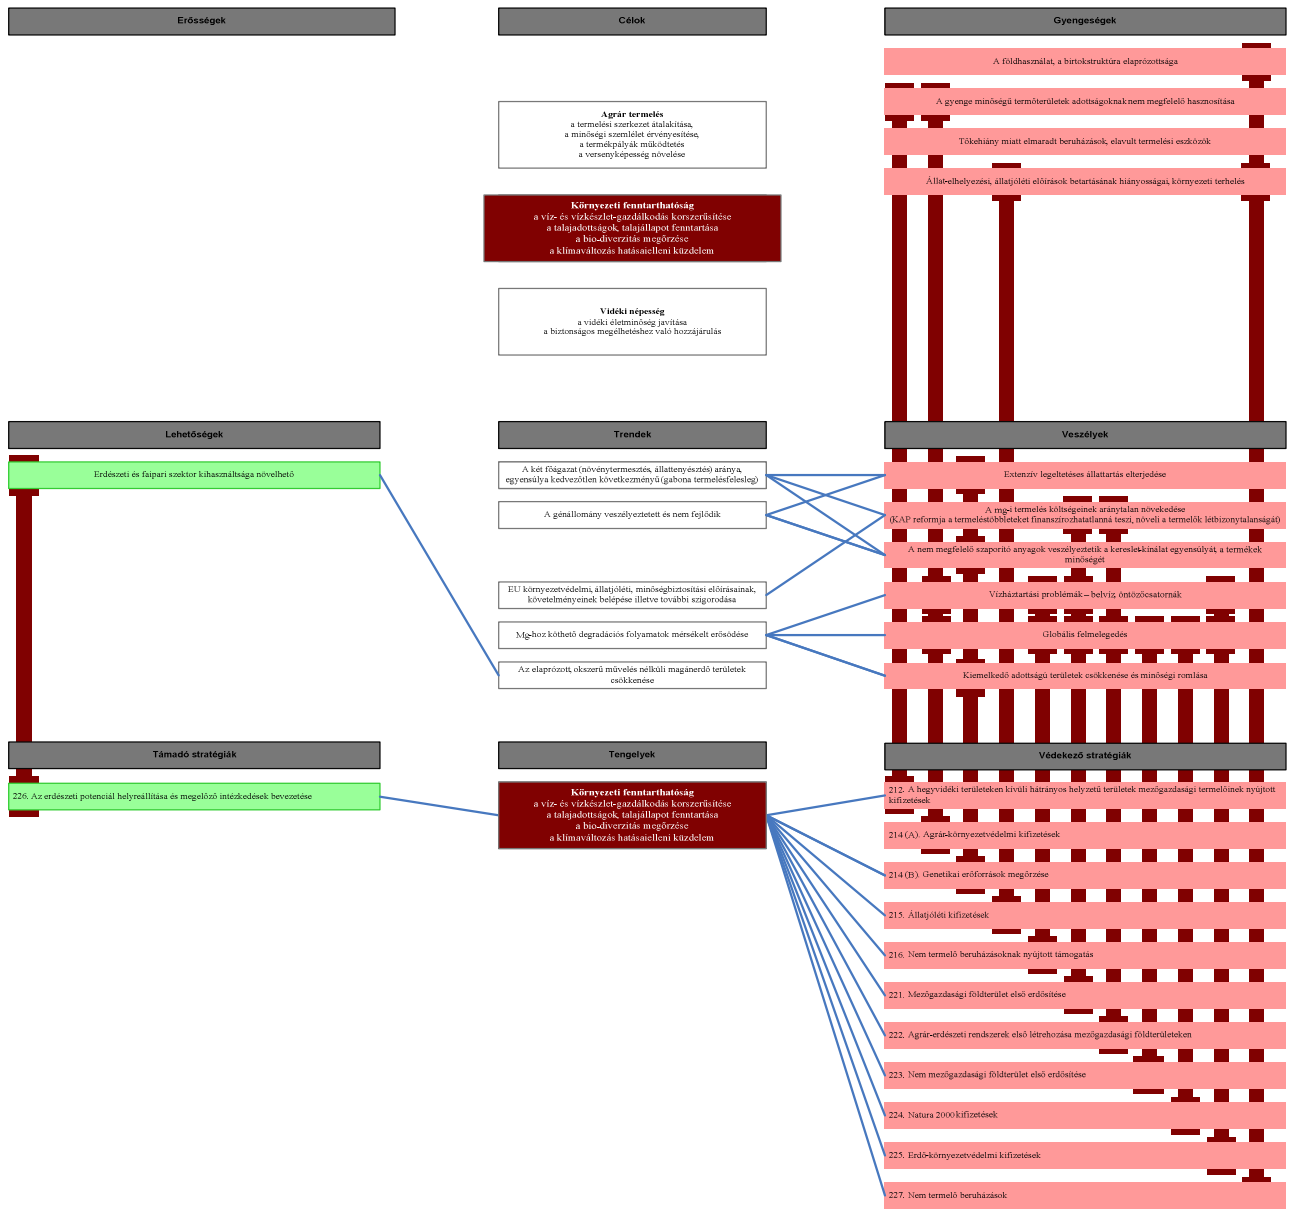 Erősségek
Célok
Gyengeségek
A földhasználat, a birtokstruktúra elaprózottsága
A gyenge minőségű termőterületek adottságoknak nem megfelelő hasznosítása
Tőkehiány miatt elmaradt beruházások, elavult termelési eszközök
Állat-elhelyezési, állatjóléti előírások betartásának hiányosságai, környezeti terhelés
Agrár termelés
a termelési szerkezet átalakítása,
a minőségi szemlélet érvényesítése,
a termékpályák működtetés
a versenyképesség növelése
Környezeti fenntarthatóság
a víz- és vízkészlet-gazdálkodás korszerűsítése
a talajadottságok, talajállapot fenntartása
a bio-diverzitás megőrzése
a klímaváltozás hatásaielleni küzdelem
Vidéki népesség
a vidéki életminőség javítása
a biztonságos megélhetéshez való hozzájárulás
Lehetőségek
Trendek
Veszélyek
Erdészeti és faipari szektor kihasználtsága növelhető
A két főágazat (növénytermesztés, állattenyésztés) aránya,
egyensúlya kedvezőtlen következményű (gabona termelésfelesleg)
A génállomány veszélyeztetett és nem fejlődik
EU környezetvédelmi, állatjóléti, minőségbiztosítási előírásainak,
követelményeinek belépése illetve további szigorodása
Mg-hoz köthető degradációs folyamatok mérsékelt erősödése
Az elaprózott, okszerű művelés nélküli magánerdő területek
csökkenése
Extenzív legeltetéses állattartás elterjedése
A mg-i termelés költségeinek aránytalan növekedése
(KAP reformja a termeléstöbbleteket finanszírozhatatlanná teszi, növeli a termelők létbizonytalanságát)
A nem megfelelő szaporító anyagok veszélyeztetik a kereslet-kínálat egyensúlyát, a termékek
minőségét
Vízháztartási problémák – belvíz, öntözőcsatornák
Globális felmelegedés
Kiemelkedő adottságú területek csökkenése és minőségi romlása
Támadó stratégiák
Tengelyek
Védekező stratégiák
226. Az erdészeti potenciál helyreállítása és megelőző intézkedések bevezetése
Környezeti fenntarthatóság
a víz- és vízkészlet-gazdálkodás korszerűsítése
a talajadottságok, talajállapot fenntartása
a bio-diverzitás megőrzése
a klímaváltozás hatásaielleni küzdelem
212. A hegyvidéki területeken kívüli hátrányos helyzetű területek mezőgazdasági termelőinek nyújtott
kifizetések
214 (A). Agrár-környezetvédelmi kifizetések
214 (B). Genetikai erőforrások megőrzése
215. Állatjóléti kifizetések
216. Nem termelő beruházásoknak nyújtott támogatás
221. Mezőgazdasági földterület első erdősítése
222. Agrár-erdészeti rendszerek első létrehozása mezőgazdasági földterületeken
223. Nem mezőgazdasági földterület első erdősítése
224. Natura 2000 kifizetések
225. Erdő-környezetvédelmi kifizetések
227. Nem termelő beruházások